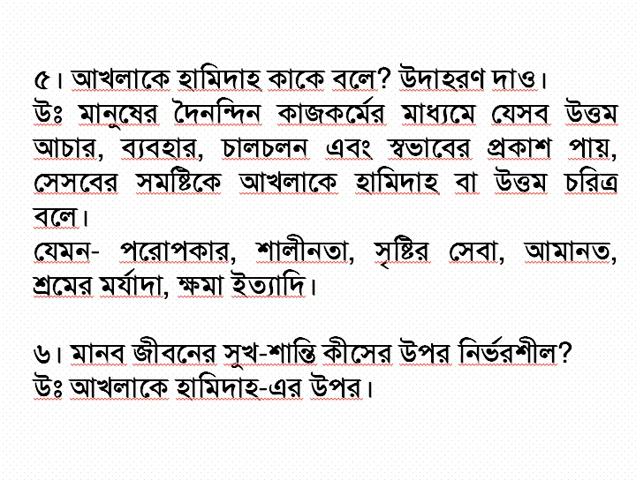 ৫। আখলাকে হামিদাহ কাকে বলে? উদাহরণ দাও।
উঃ মানুষের দৈনন্দিন কাজকর্মের মাধ্যমে যেসব উত্তম
আচার, ব্যবহার, চালচলন এবং স্বভাবের প্রকাশ পায়,
সেসবের সমষ্টিকে আখলাকে হামিদাহ বা উত্তম চরিত্র
বলে।
যেমন- পরোপকার, শালীনতা, সৃষ্টির সেবা, আমানত,
শ্রমের মর্যাদা, ক্ষমা ইত্যাদি।
৬। মানব জীবনের সুখ-শান্তি কীসের উপর নির্ভরশীল?
উঃ আখলাকে হামিদাহ-এর উপর।